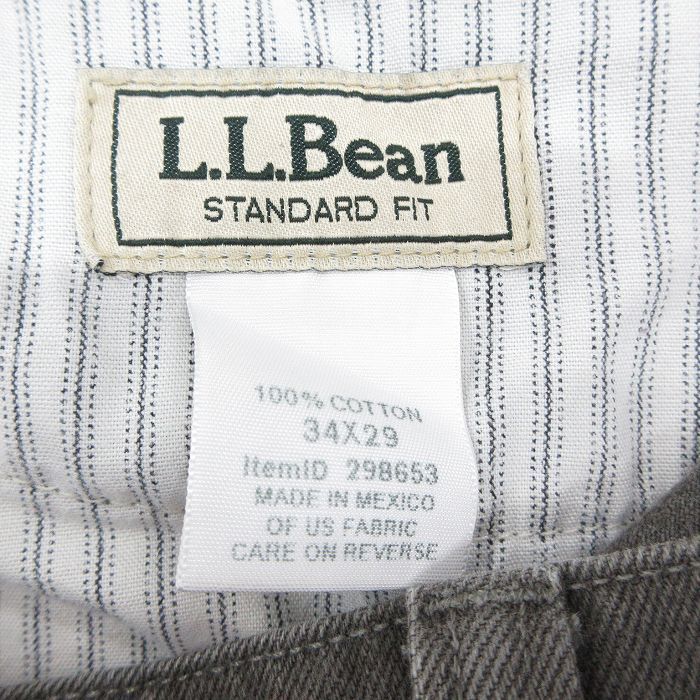 L.L.Bean
STANDARD FIT
100% COTTON
34X29
ItemID 298653
MADE IN MEXICO
OF US FABRIC
CARE ON REVERSE